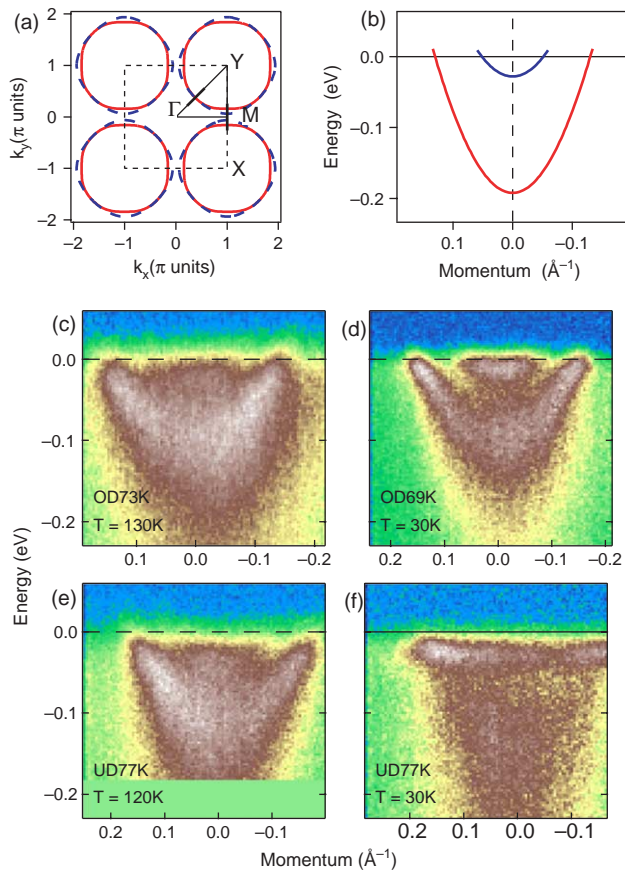 (a)
k_y(π units)
2
1
0
−1
−2
Y
Γ
M
X
−2
−1
0
1
2
k_x(π units)
(b)
Energy (eV)
0.0
−0.1
−0.2
0.1
0.0
−0.1
Momentum (Å⁻¹)
(c)
0.0
−0.1
−0.2
OD73K
T = 130K
0.1
0.0
−0.1
−0.2
(d)
OD69K
T = 30K
0.2
0.1
0.0
−0.1
Energy (eV)
(e)
0.0
−0.1
−0.2
UD77K
T = 120K
0.2
0.1
0.0
−0.1
(f)
UD77K
T = 30K
0.2
0.1
0.0
−0.1
Momentum (Å⁻¹)